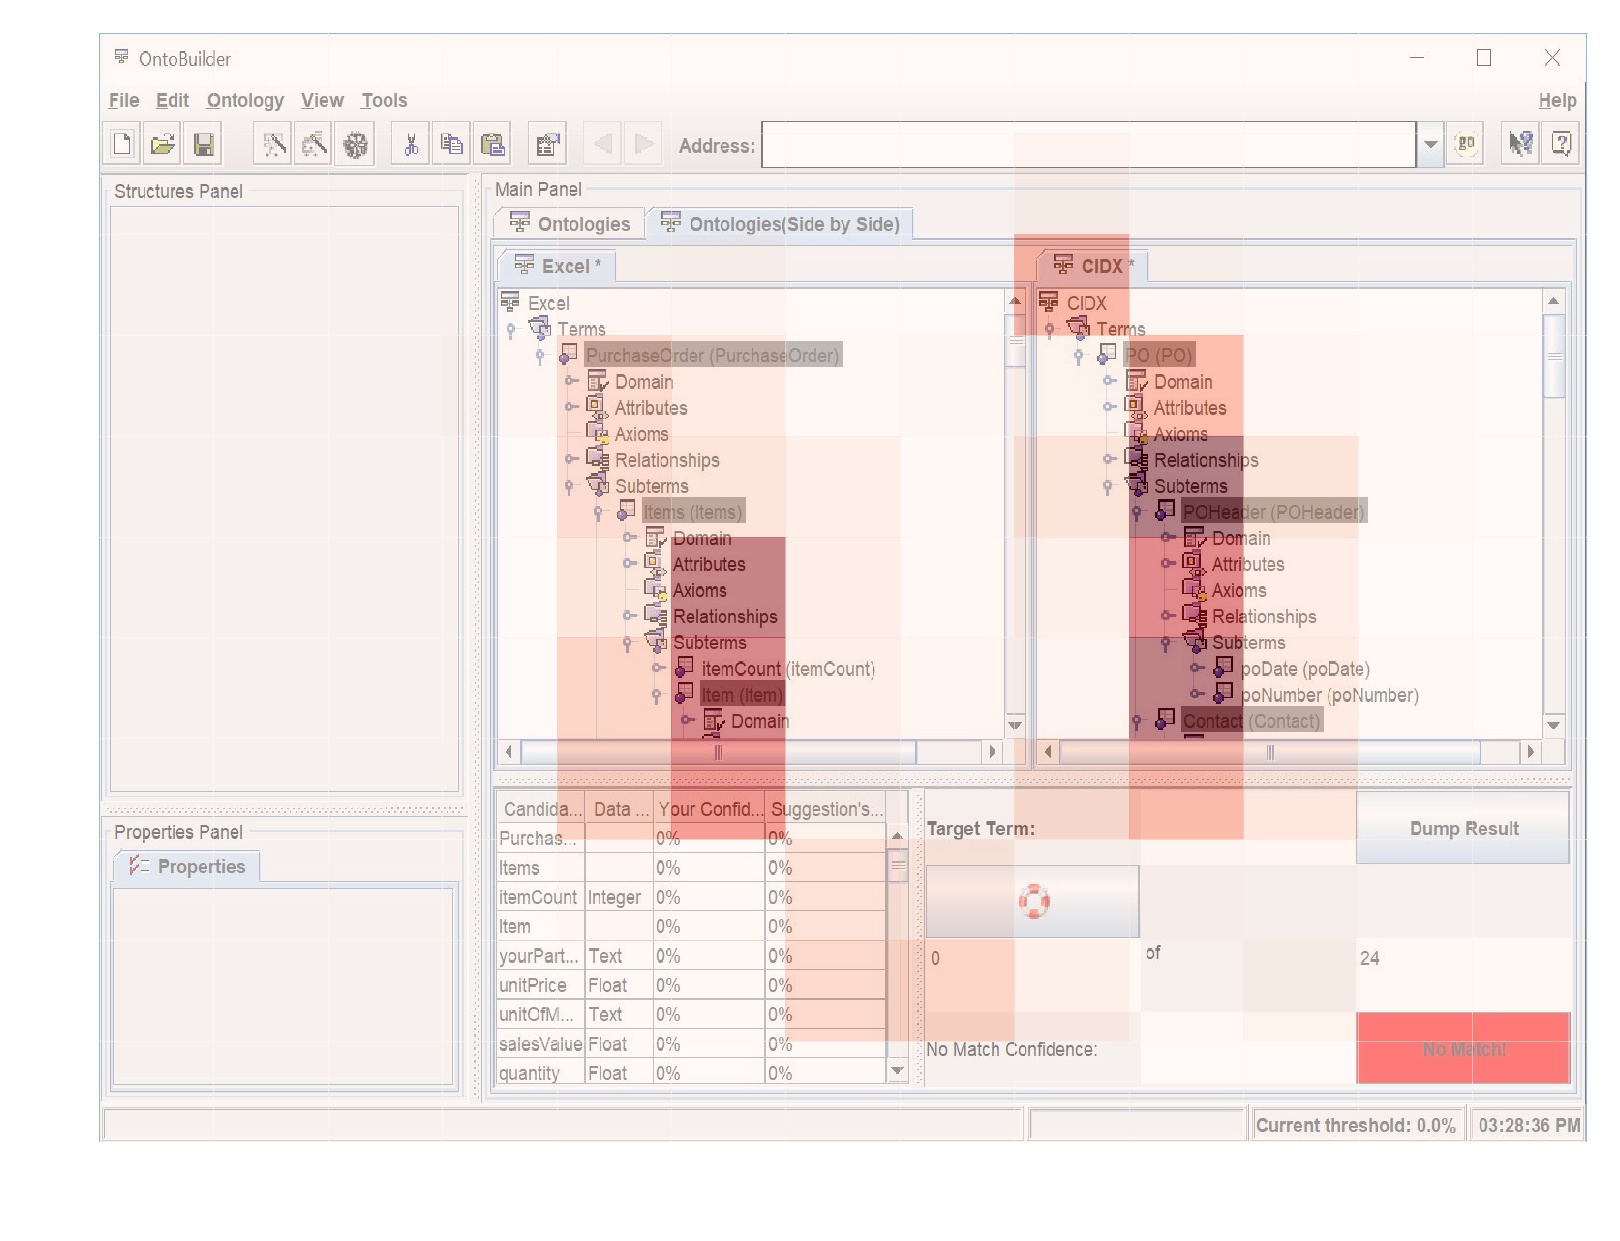 OntoBuilder
File Edit Ontology View Tools Help
Address: go
Structures Panel
Main Panel
Ontologies Ontologies(Side by Side)
Excel *
Excel
Terms
PurchaseOrder (PurchaseOrder)
Domain
Attributes
Axioms
Relationships
Subterms
Items (Items)
Domain
Attributes
Axioms
Relationships
Subterms
itemCount (itemCount)
Item (Item)
Domain
CIDX *
CIDX
Terms
PO (PO)
Domain
Attributes
Axioms
Relationships
Subterms
POHeader (POHeader)
Domain
Attributes
Axioms
Relationships
Subterms
poDate (poDate)
poNumber (poNumber)
Contact (Contact)
Candida... Data ... Your Confid... Suggestion's...
Purchas... 0% 0%
Items 0% 0%
itemCount Integer 0% 0%
Item 0% 0%
yourPart... Text 0% 0%
unitPrice Float 0% 0%
unitOfM... Text 0% 0%
salesValue Float 0% 0%
quantity Float 0% 0%
Target Term: Dump Result
0 of 24
No Match Confidence: No Match!
Properties Panel
Properties
Current threshold: 0.0% 03:28:36 PM